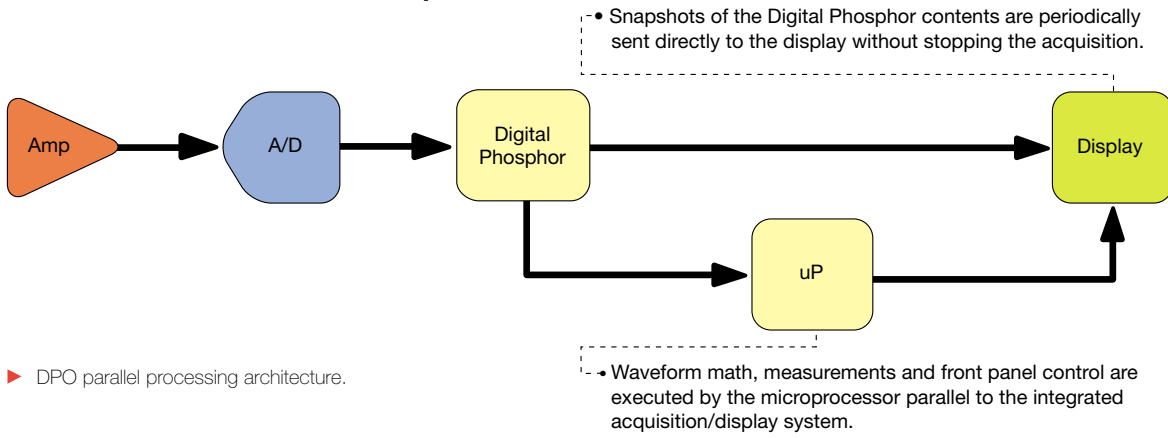 • Snapshots of the Digital Phosphor contents are periodically
sent directly to the display without stopping the acquisition.
Amp
A/D
Digital
Phosphor
Display
uP
► DPO parallel processing architecture.
• Waveform math, measurements and front panel control are
executed by the microprocessor parallel to the integrated
acquisition/display system.